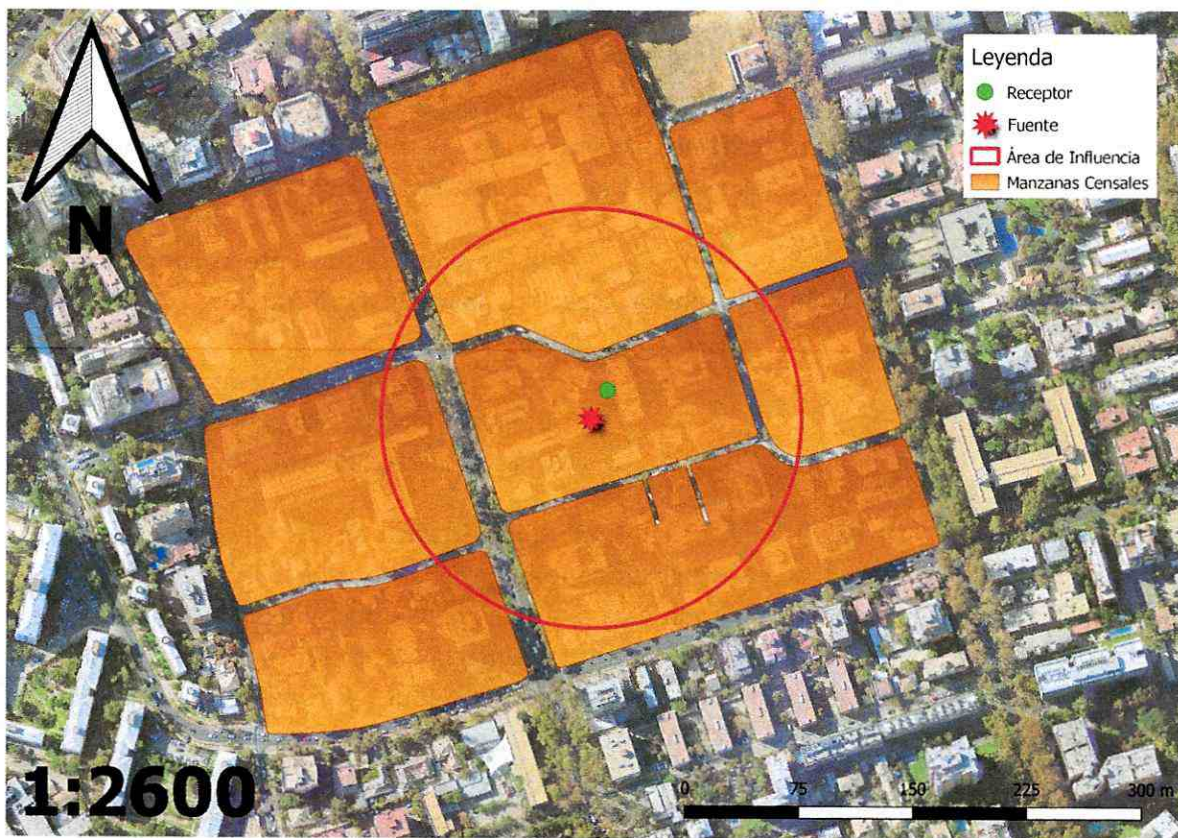 Leyenda
Receptor
Fuente
Área de Influencia
Manzanas Censales
N
1:2600
0 75 150 225 300 m